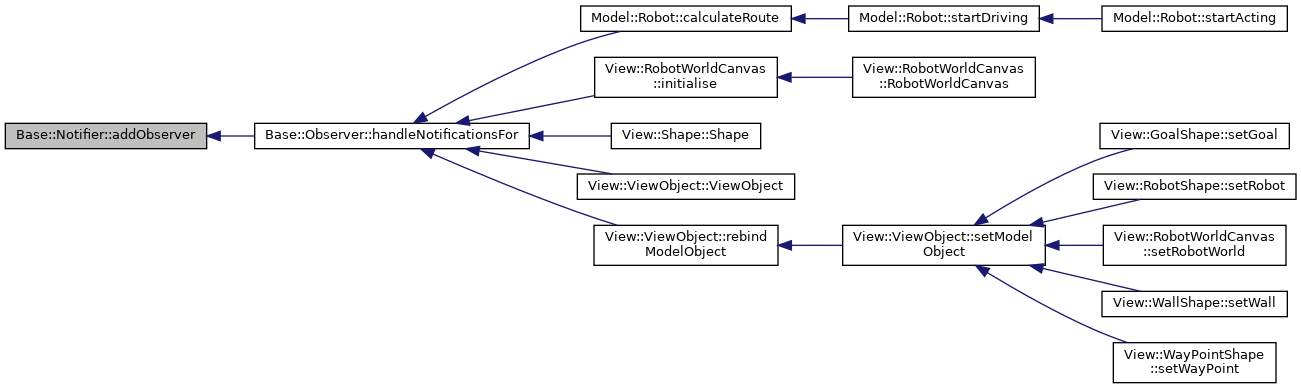 Model::Robot::calculateRoute
Model::Robot::startDriving
Model::Robot::startActing
View::RobotWorldCanvas
::initialise
View::RobotWorldCanvas
::RobotWorldCanvas
Base::Notifier::addObserver
Base::Observer::handleNotificationsFor
View::Shape::Shape
View::GoalShape::setGoal
View::ViewObject::ViewObject
View::RobotShape::setRobot
View::ViewObject::rebind
ModelObject
View::ViewObject::setModel
Object
View::RobotWorldCanvas
::setRobotWorld
View::WallShape::setWall
View::WayPointShape
::setWayPoint